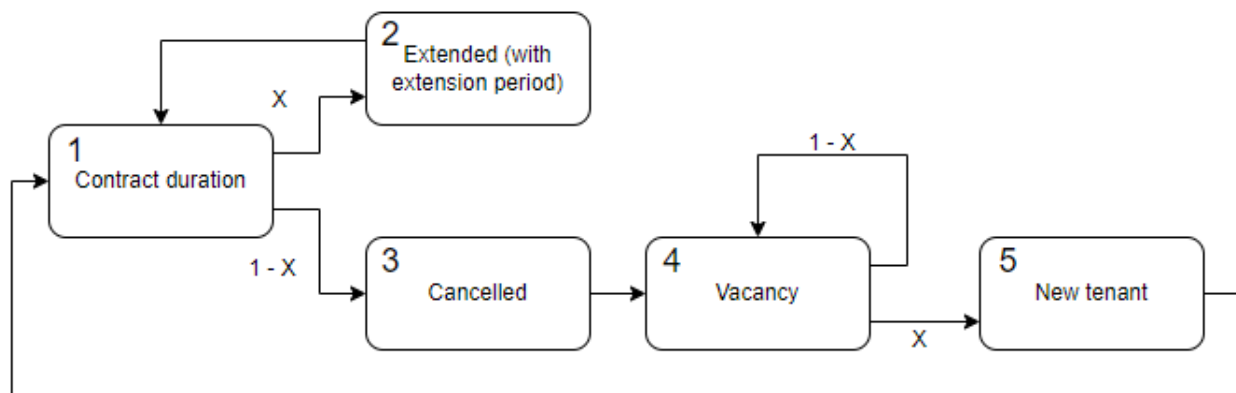 2
Extended (with
extension period)
X
1
Contract duration
1 - X
1 - X
3
Cancelled
4
Vacancy
5
New tenant
X